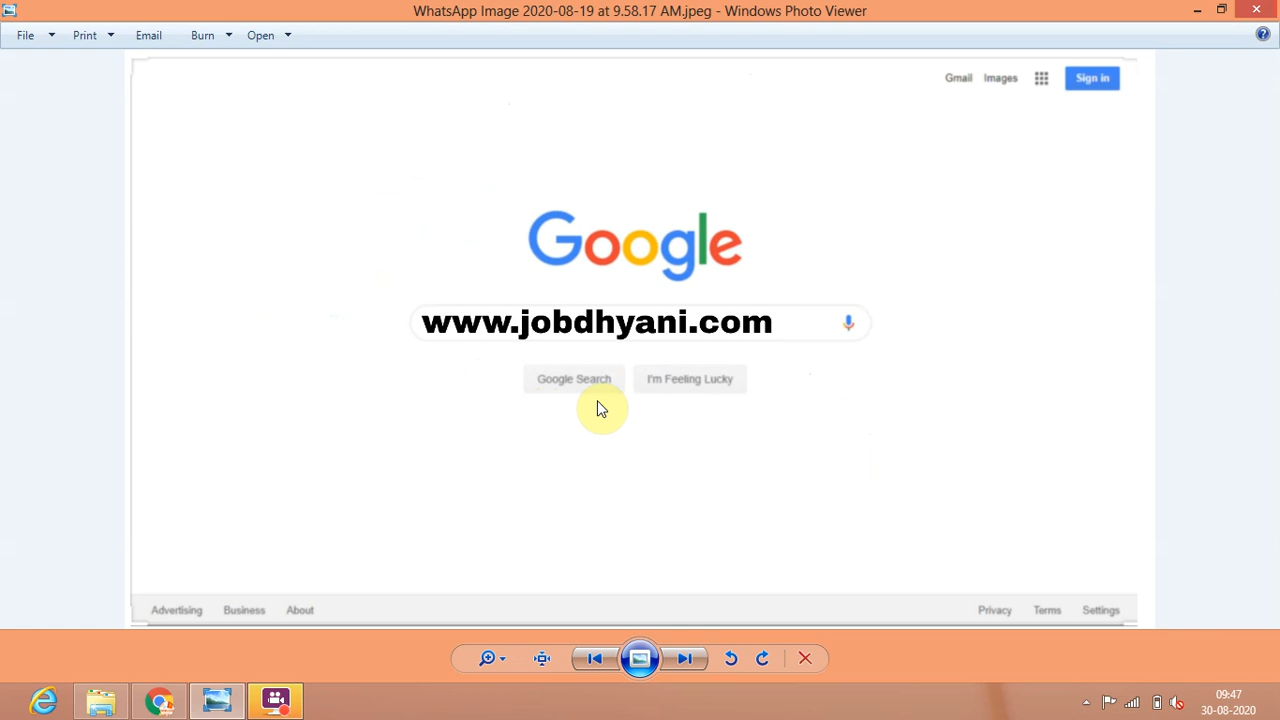 WhatsApp Image 2020-08-19 at 9.58.17 AM.jpeg - Windows Photo Viewer
File Print Email Burn Open
Gmail Images Sign in
Google
www.jobdhyani.com
Google Search I'm Feeling Lucky
Advertising Business About Privacy Terms Settings
09:47
30-08-2020